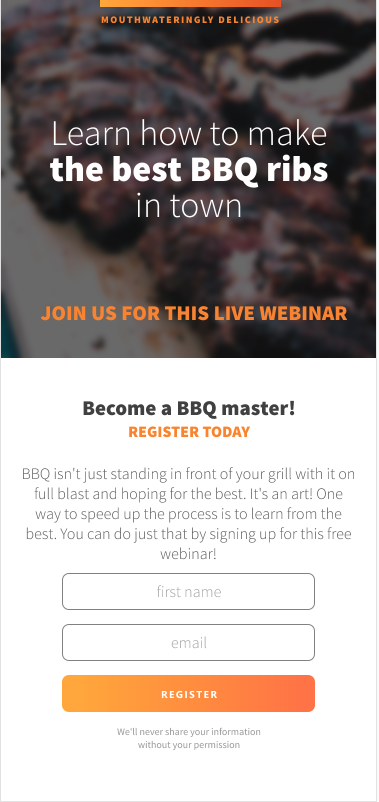 MOUTHWATERINGLY DELICIOUS
Learn how to make
the best BBQ ribs
in town
JOIN US FOR THIS LIVE WEBINAR
Become a BBQ master!
REGISTER TODAY
BBQ isn't just standing in front of your grill with it on
full blast and hoping for the best. It's an art! One
way to speed up the process is to learn from the
best. You can do just that by signing up for this free
webinar!
first name
email
REGISTER
We'll never share your information
without your permission